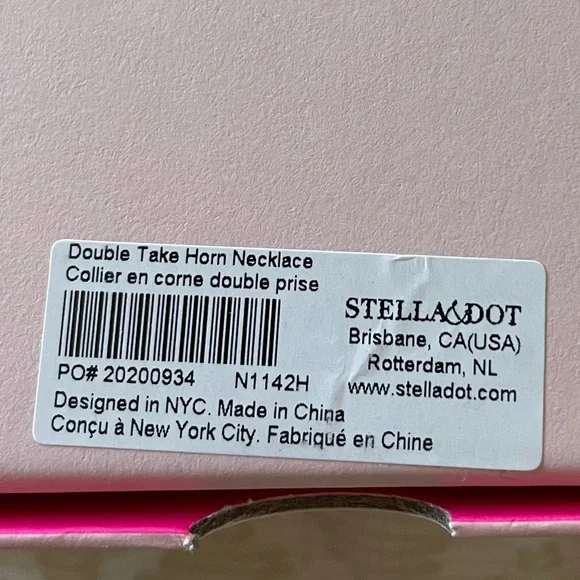 Double Take Horn Necklace
Collier en corne double prise
STELLA&DOT
Brisbane, CA(USA)
Rotterdam, NL
www.stelladot.com
PO# 20200934 N1142H
Designed in NYC. Made in China
Conçu à New York City. Fabriqué en Chine